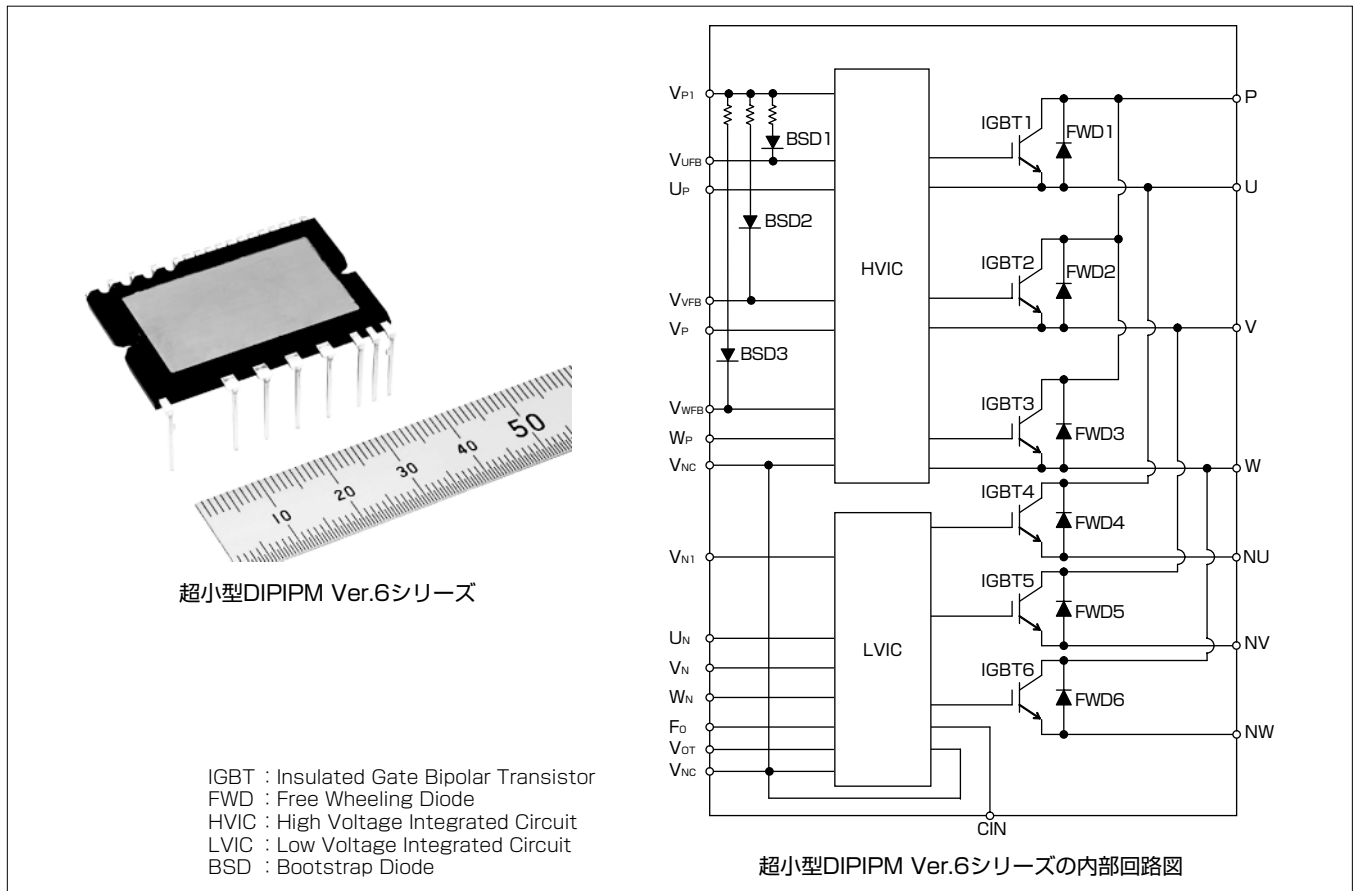 超小型DIPIPM Ver.6シリーズ
IGBT : Insulated Gate Bipolar Transistor
FWD : Free Wheeling Diode
HVIC : High Voltage Integrated Circuit
LVIC : Low Voltage Integrated Circuit
BSD : Bootstrap Diode
10 20 30 40 50
VP1
VUFB
UP
VVFB
VP
VWFB
WP
VNC
VN1
UN
VN
WN
FO
VOT
VNC
BSD1
BSD2
BSD3
HVIC
LVIC
IGBT1
FWD1
IGBT2
FWD2
IGBT3
FWD3
IGBT4
FWD4
IGBT5
FWD5
IGBT6
FWD6
P
U
V
W
NU
NV
NW
CIN
超小型DIPIPM Ver.6シリーズの内部回路図